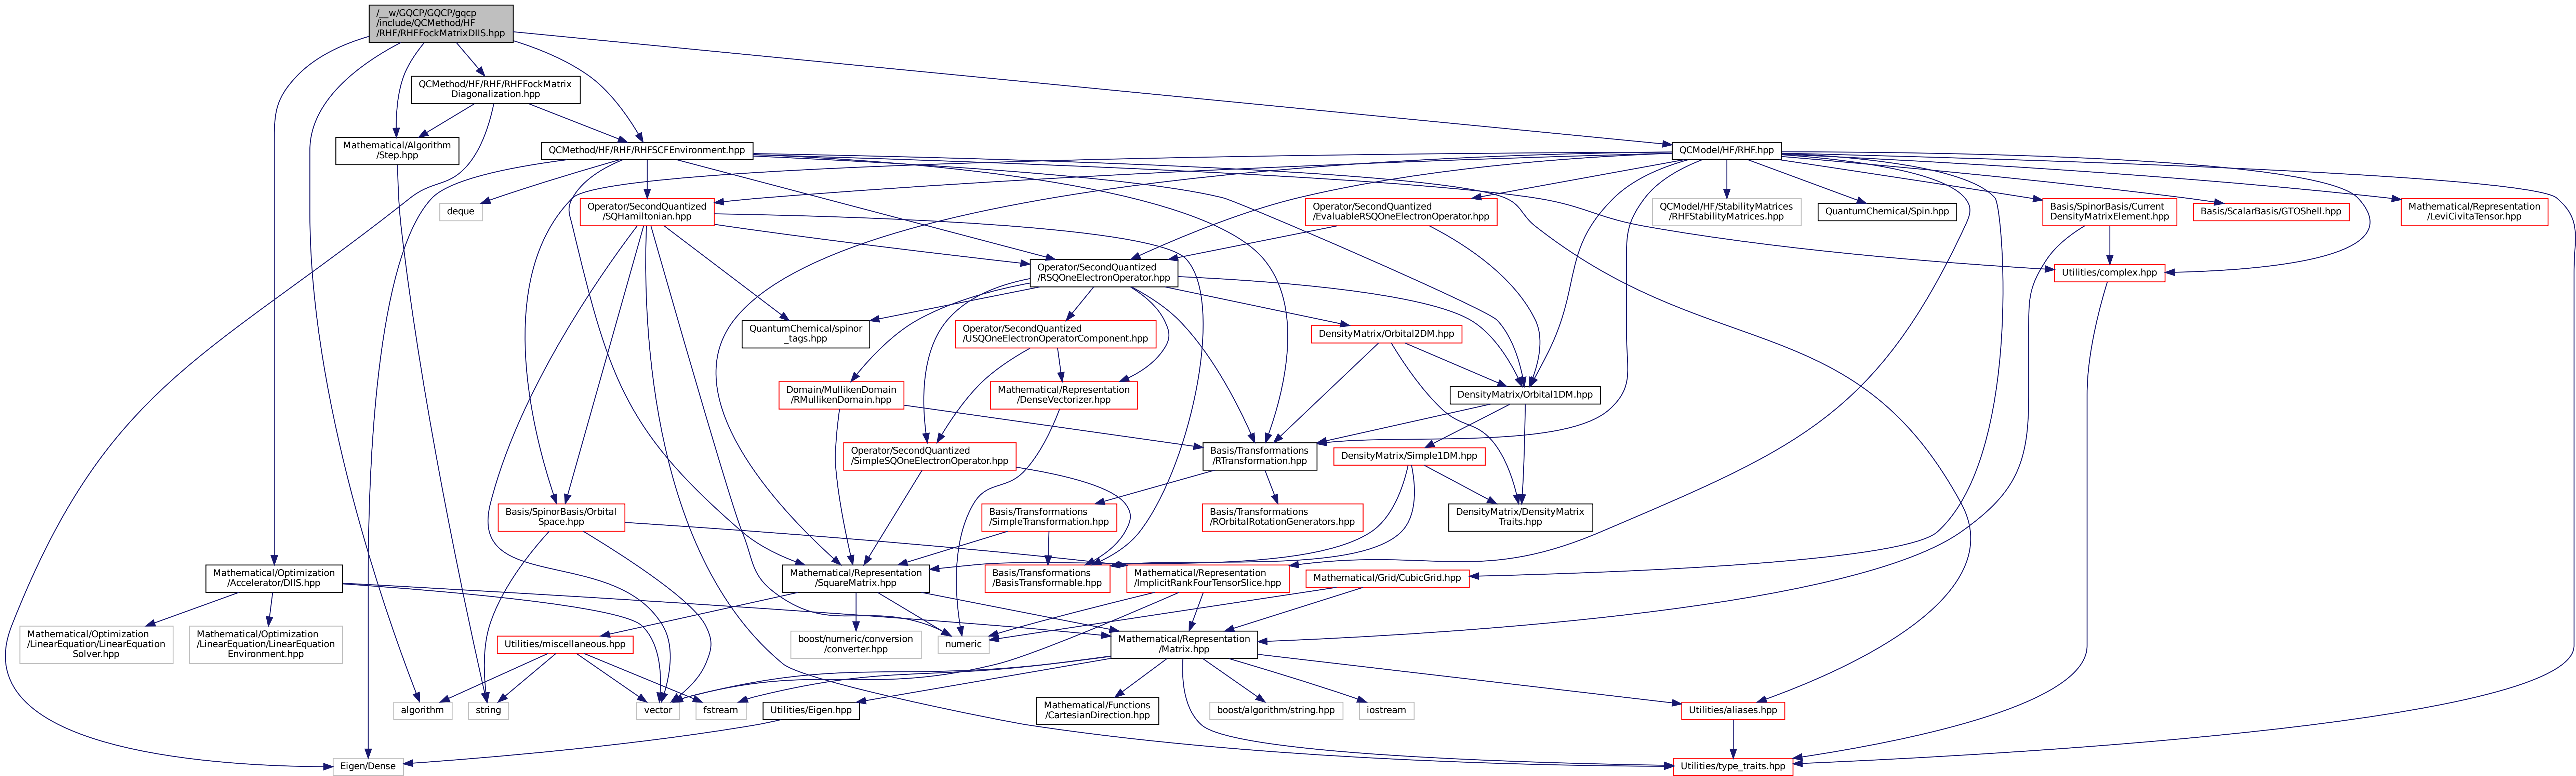 /__w/GQCP/GQCP/gqcp
/include/QCMethod/HF
/RHF/RHFFockMatrixDIIS.hpp
QCMethod/HF/RHF/RHFFockMatrix
Diagonalization.hpp
Mathematical/Algorithm
/Step.hpp
QCMethod/HF/RHF/RHFSCFEnvironment.hpp
QCModel/HF/RHF.hpp
deque
Operator/SecondQuantized
/SQHamiltonian.hpp
Operator/SecondQuantized
/EvaluableRSQOneElectronOperator.hpp
QCModel/HF/StabilityMatrices
/RHFStabilityMatrices.hpp
QuantumChemical/Spin.hpp
Basis/SpinorBasis/Current
DensityMatrixElement.hpp
Basis/ScalarBasis/GTOShell.hpp
Mathematical/Representation
/LeviCivitaTensor.hpp
Operator/SecondQuantized
/RSQOneElectronOperator.hpp
Utilities/complex.hpp
QuantumChemical/spinor
_tags.hpp
Operator/SecondQuantized
/USQOneElectronOperatorComponent.hpp
DensityMatrix/Orbital2DM.hpp
Domain/MullikenDomain
/RMullikenDomain.hpp
Mathematical/Representation
/DenseVectorizer.hpp
DensityMatrix/Orbital1DM.hpp
Operator/SecondQuantized
/SimpleSQOneElectronOperator.hpp
Basis/Transformations
/RTransformation.hpp
DensityMatrix/Simple1DM.hpp
Basis/SpinorBasis/Orbital
Space.hpp
Basis/Transformations
/SimpleTransformation.hpp
Basis/Transformations
/ROrbitalRotationGenerators.hpp
DensityMatrix/DensityMatrix
Traits.hpp
Mathematical/Optimization
/Accelerator/DIIS.hpp
Mathematical/Representation
/SquareMatrix.hpp
Basis/Transformations
/BasisTransformable.hpp
Mathematical/Representation
/ImplicitRankFourTensorSlice.hpp
Mathematical/Grid/CubicGrid.hpp
Mathematical/Optimization
/LinearEquation/LinearEquation
Solver.hpp
Mathematical/Optimization
/LinearEquation/LinearEquation
Environment.hpp
Utilities/miscellaneous.hpp
boost/numeric/conversion
/converter.hpp
numeric
Mathematical/Representation
/Matrix.hpp
algorithm
string
vector
fstream
Utilities/Eigen.hpp
Mathematical/Functions
/CartesianDirection.hpp
boost/algorithm/string.hpp
iostream
Utilities/aliases.hpp
Eigen/Dense
Utilities/type_traits.hpp